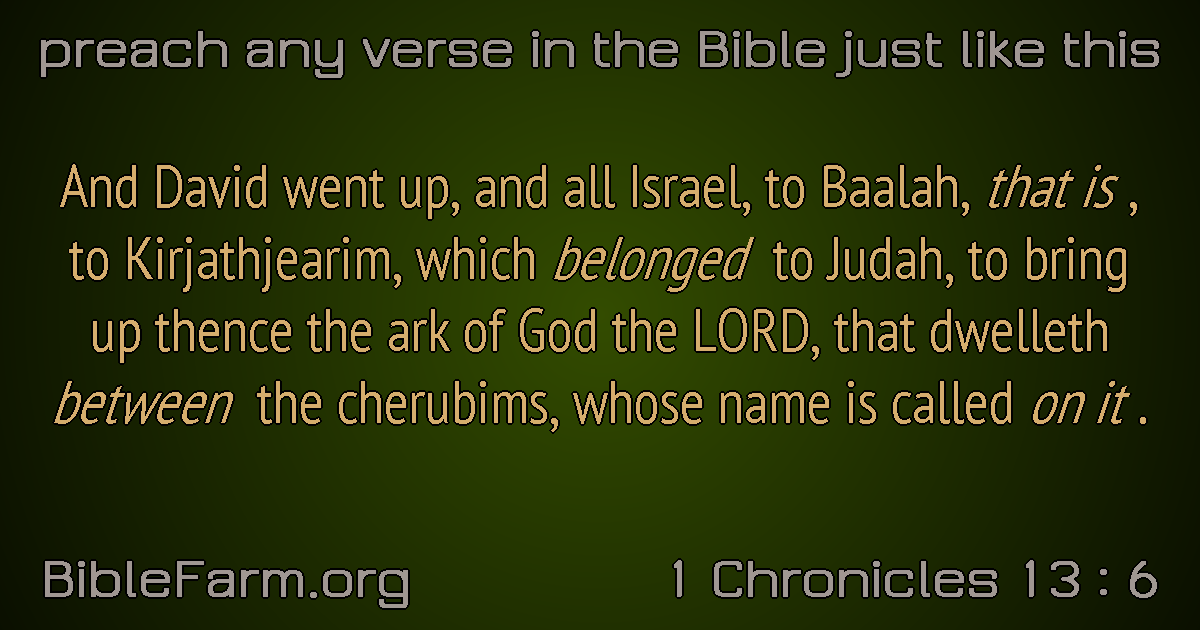 preach any verse in the Bible just like this
And David went up, and all Israel, to Baalah, that is ,
to Kirjathjearim, which belonged to Judah, to bring
up thence the ark of God the LORD, that dwelleth
between the cherubims, whose name is called on it .
BibleFarm.org
1 Chronicles 13 : 6